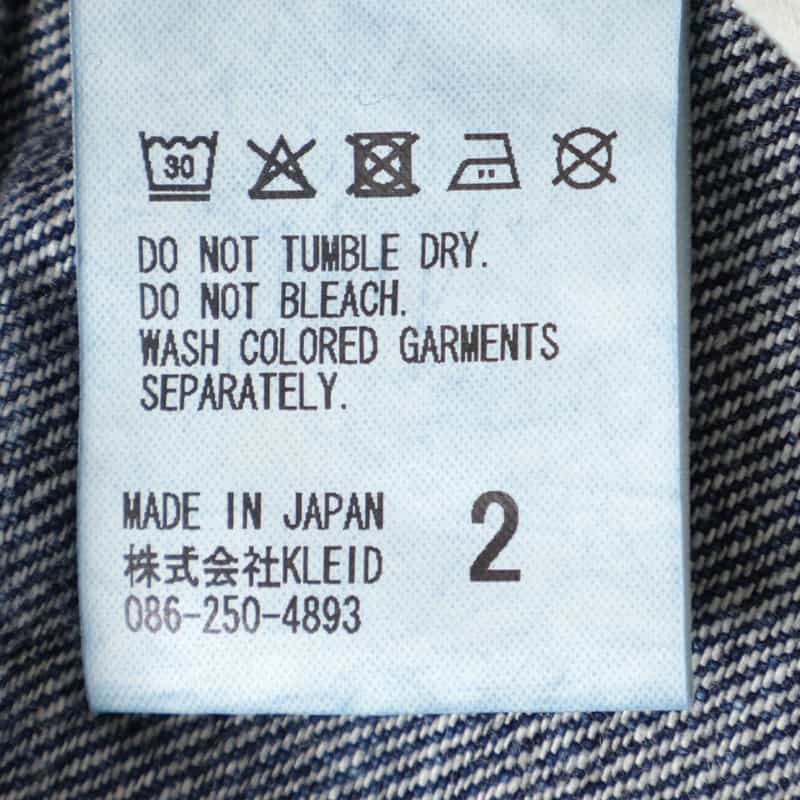 30
DO NOT TUMBLE DRY.
DO NOT BLEACH.
WASH COLORED GARMENTS
SEPARATELY.
MADE IN JAPAN
株式会社KLEID
086-250-4893
2